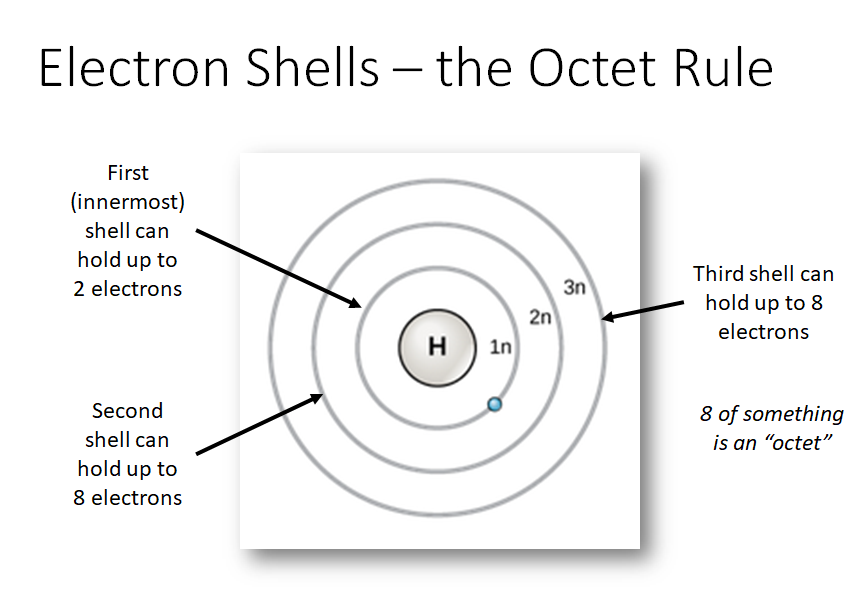 Electron Shells – the Octet Rule
First
(innermost)
shell can
hold up to
2 electrons
Second
shell can
hold up to
8 electrons
H
1n
2n
3n
Third shell can
hold up to 8
electrons
8 of something
is an “octet”